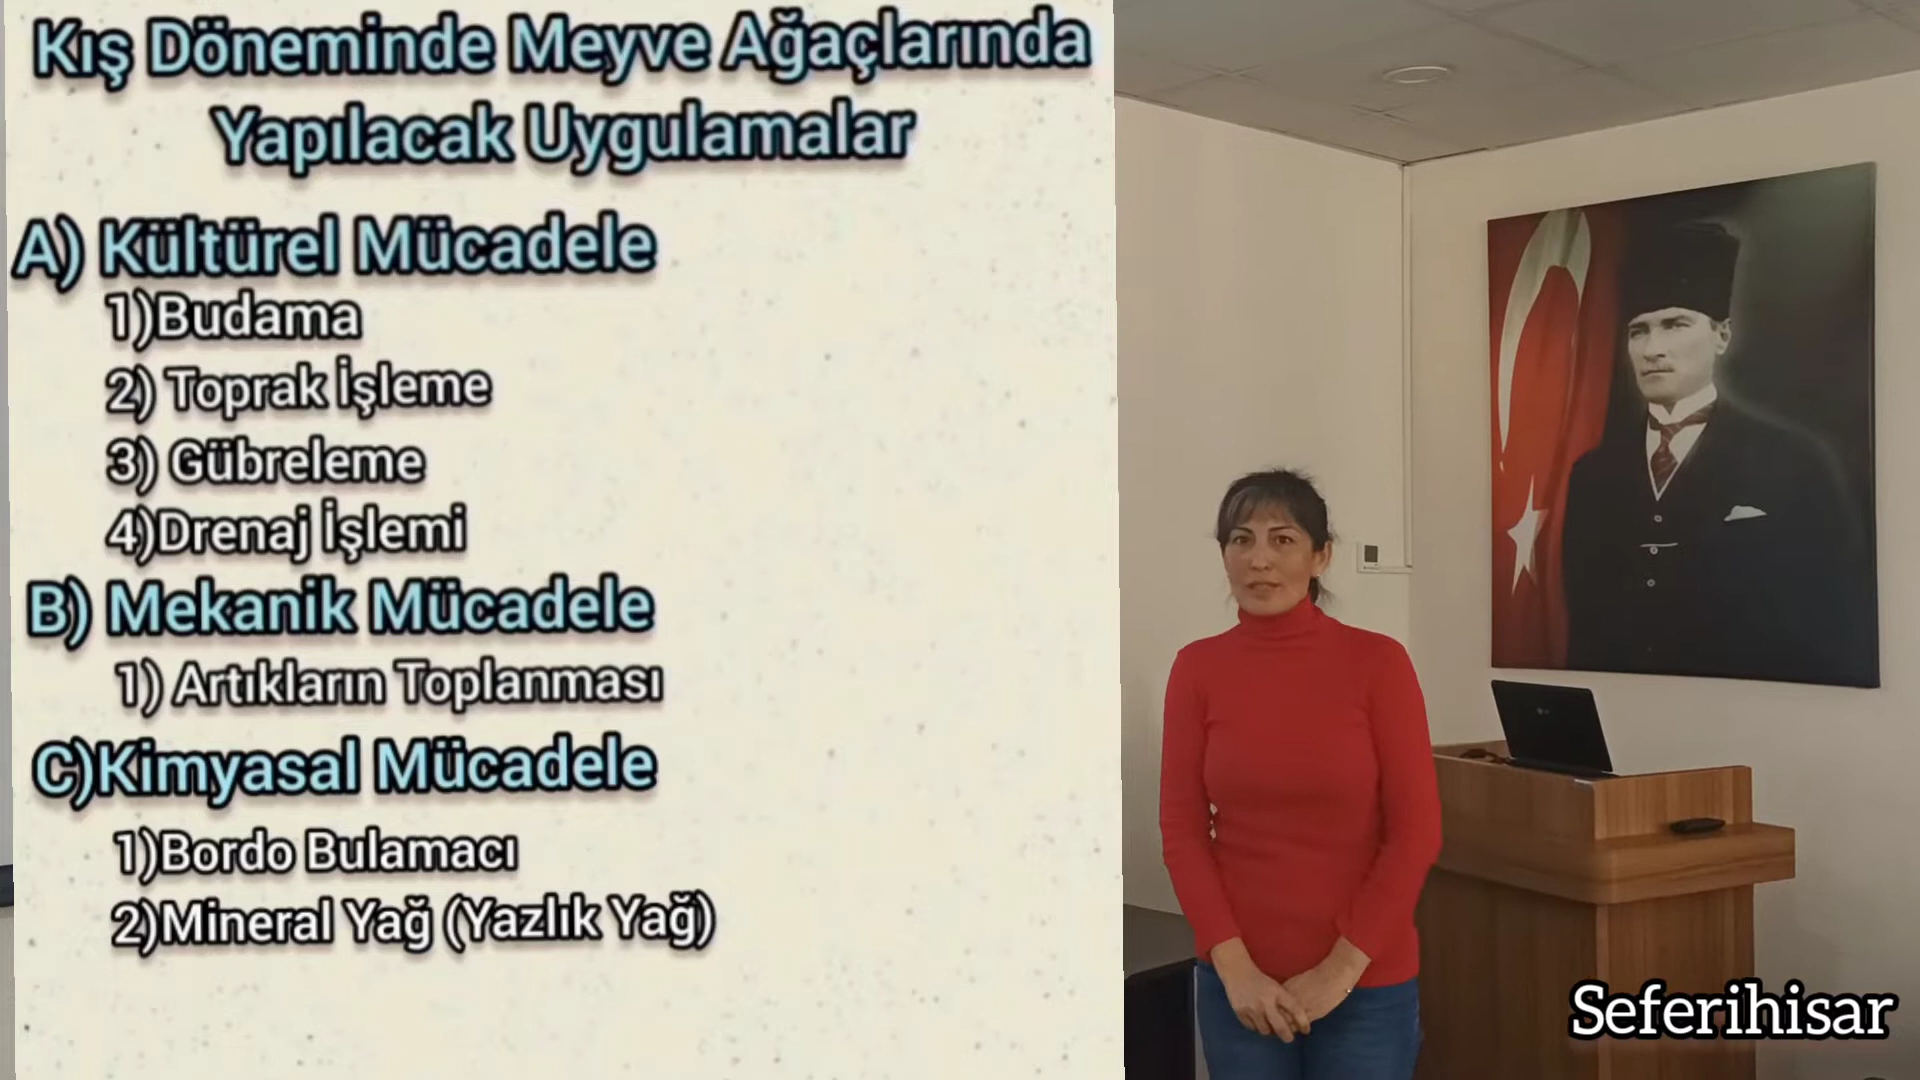 Kış Döneminde Meyve Ağaçlarında
Yapılacak Uygulamalar
A) Kültürel Mücadele
1)Budama
2) Toprak İşleme
3) Gübreleme
4)Drenaj İşlemi
B) Mekanik Mücadele
1) Artıkların Toplanması
C)Kimyasal Mücadele
1)Bordo Bulamacı
2)Mineral Yağ (Yazlık Yağ)
Seferihisar